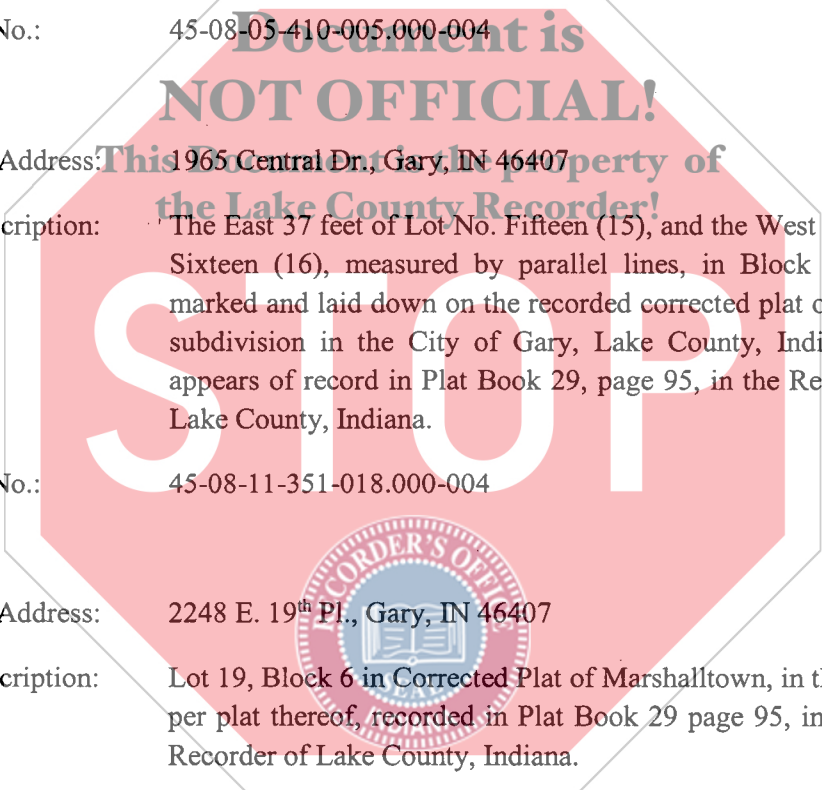 No.: 45-08-05-410-005.000-004
Document is
NOT OFFICIAL!
Address: 1965 Central Dr., Gary, IN 46407
This Document is the property of
the Lake County Recorder!
cription: The East 37 feet of Lot No. Fifteen (15), and the West
Sixteen (16), measured by parallel lines, in Block
marked and laid down on the recorded corrected plat o
subdivision in the City of Gary, Lake County, Indi
appears of record in Plat Book 29, page 95, in the Re
Lake County, Indiana.
STOP
No.: 45-08-11-351-018.000-004
RECORDER'S OFFICE
Address: 2248 E. 19th Pl., Gary, IN 46407
SEAL
INDIANA
cription: Lot 19, Block 6 in Corrected Plat of Marshalltown, in t
per plat thereof, recorded in Plat Book 29 page 95, in
Recorder of Lake County, Indiana.